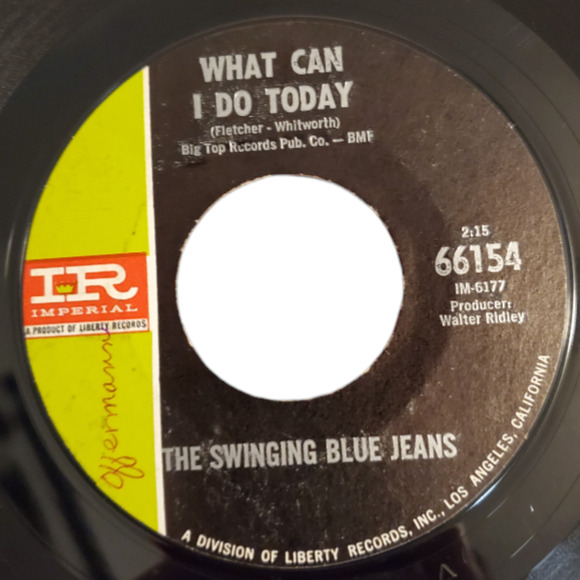 WHAT CAN
I DO TODAY
(Fletcher - Whitworth)
Big Top Records Pub. Co. — BMI
2:15
66154
IM-6177
Producer:
Walter Ridley
IR
IMPERIAL
A PRODUCT OF LIBERTY RECORDS
Offermann
THE SWINGING BLUE JEANS
A DIVISION OF LIBERTY RECORDS, INC., LOS ANGELES, CALIFORNIA